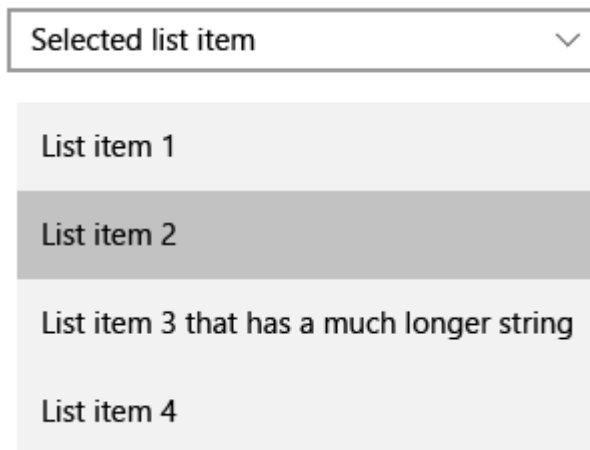 Selected list item
List item 1
List item 2
List item 3 that has a much longer string
List item 4